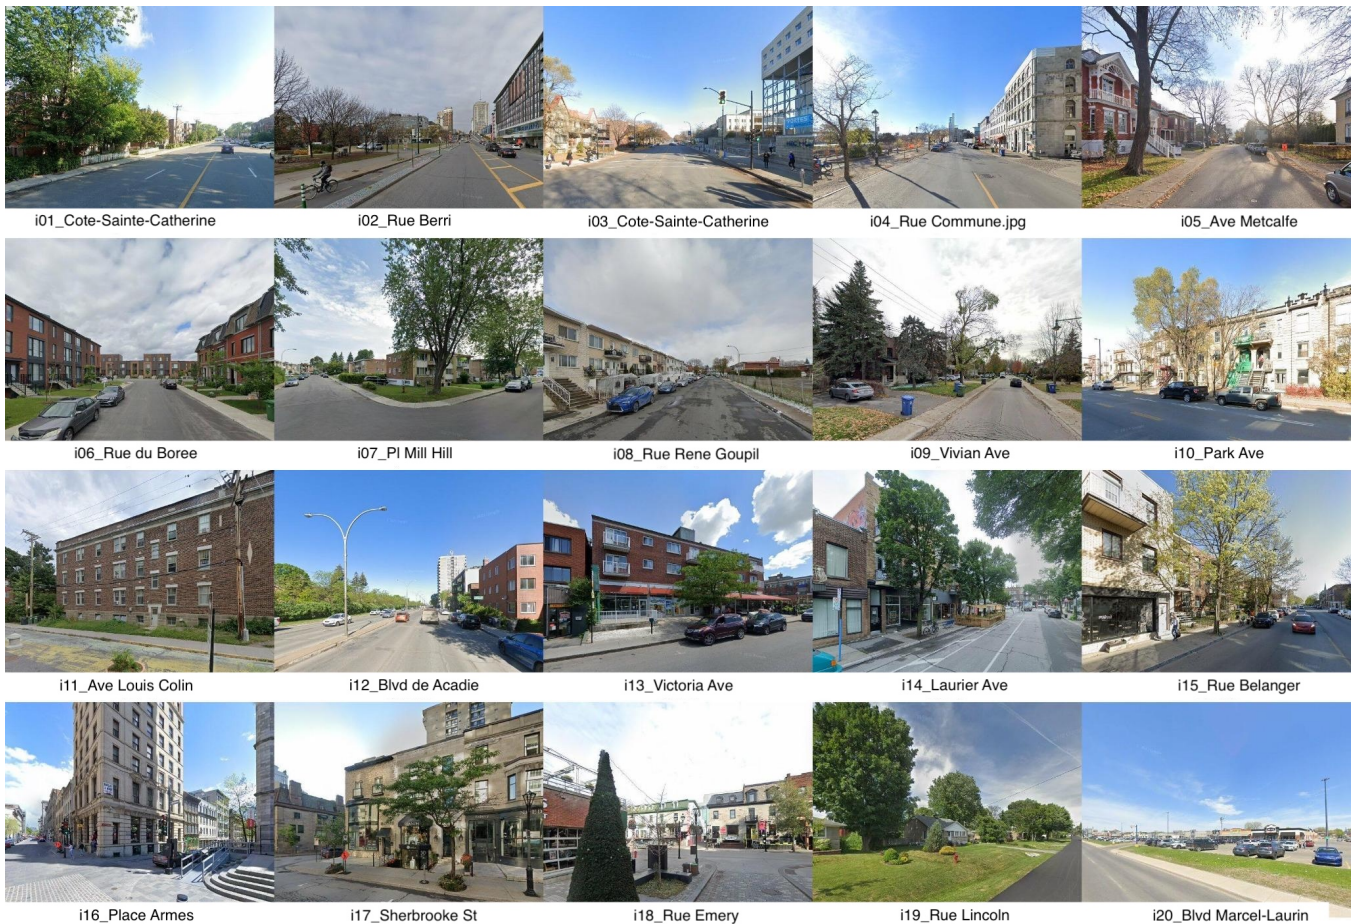 i01_Cote-Sainte-Catherine
i02_Rue Berri
i03_Cote-Sainte-Catherine
i04_Rue Commune.jpg
i05_Ave Metcalfe
i06_Rue du Boree
i07_Pl Mill Hill
i08_Rue Rene Goupil
i09_Vivian Ave
i10_Park Ave
i11_Ave Louis Colin
i12_Blvd de Acadie
i13_Victoria Ave
i14_Laurier Ave
i15_Rue Belanger
i16_Place Armes
i17_Sherbrooke St
i18_Rue Emery
i19_Rue Lincoln
i20_Blvd Marcel-Laurin